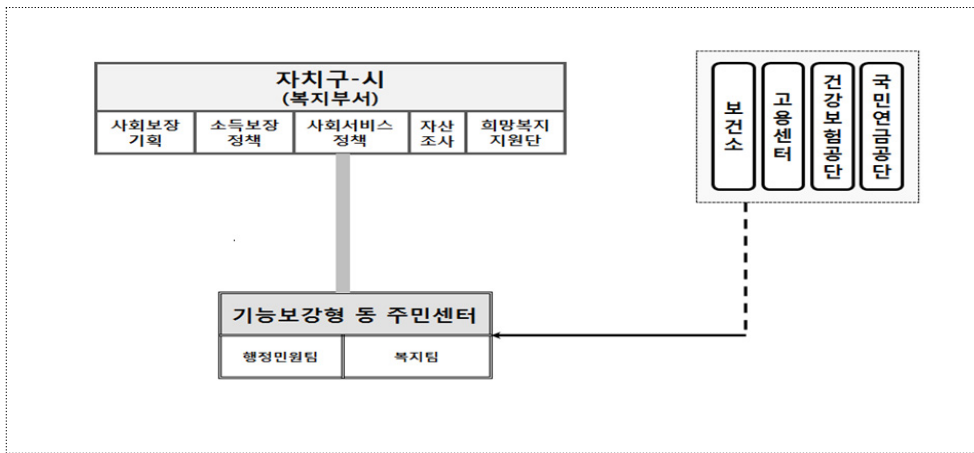 자치구-시
(복지부서)
사회보장
기획
소득보장
정책
사회서비스
정책
자산
조사
희망복지
지원단
보건소
고용센터
건강보험공단
국민연금공단
기능보강형 동 주민센터
행정민원팀
복지팀